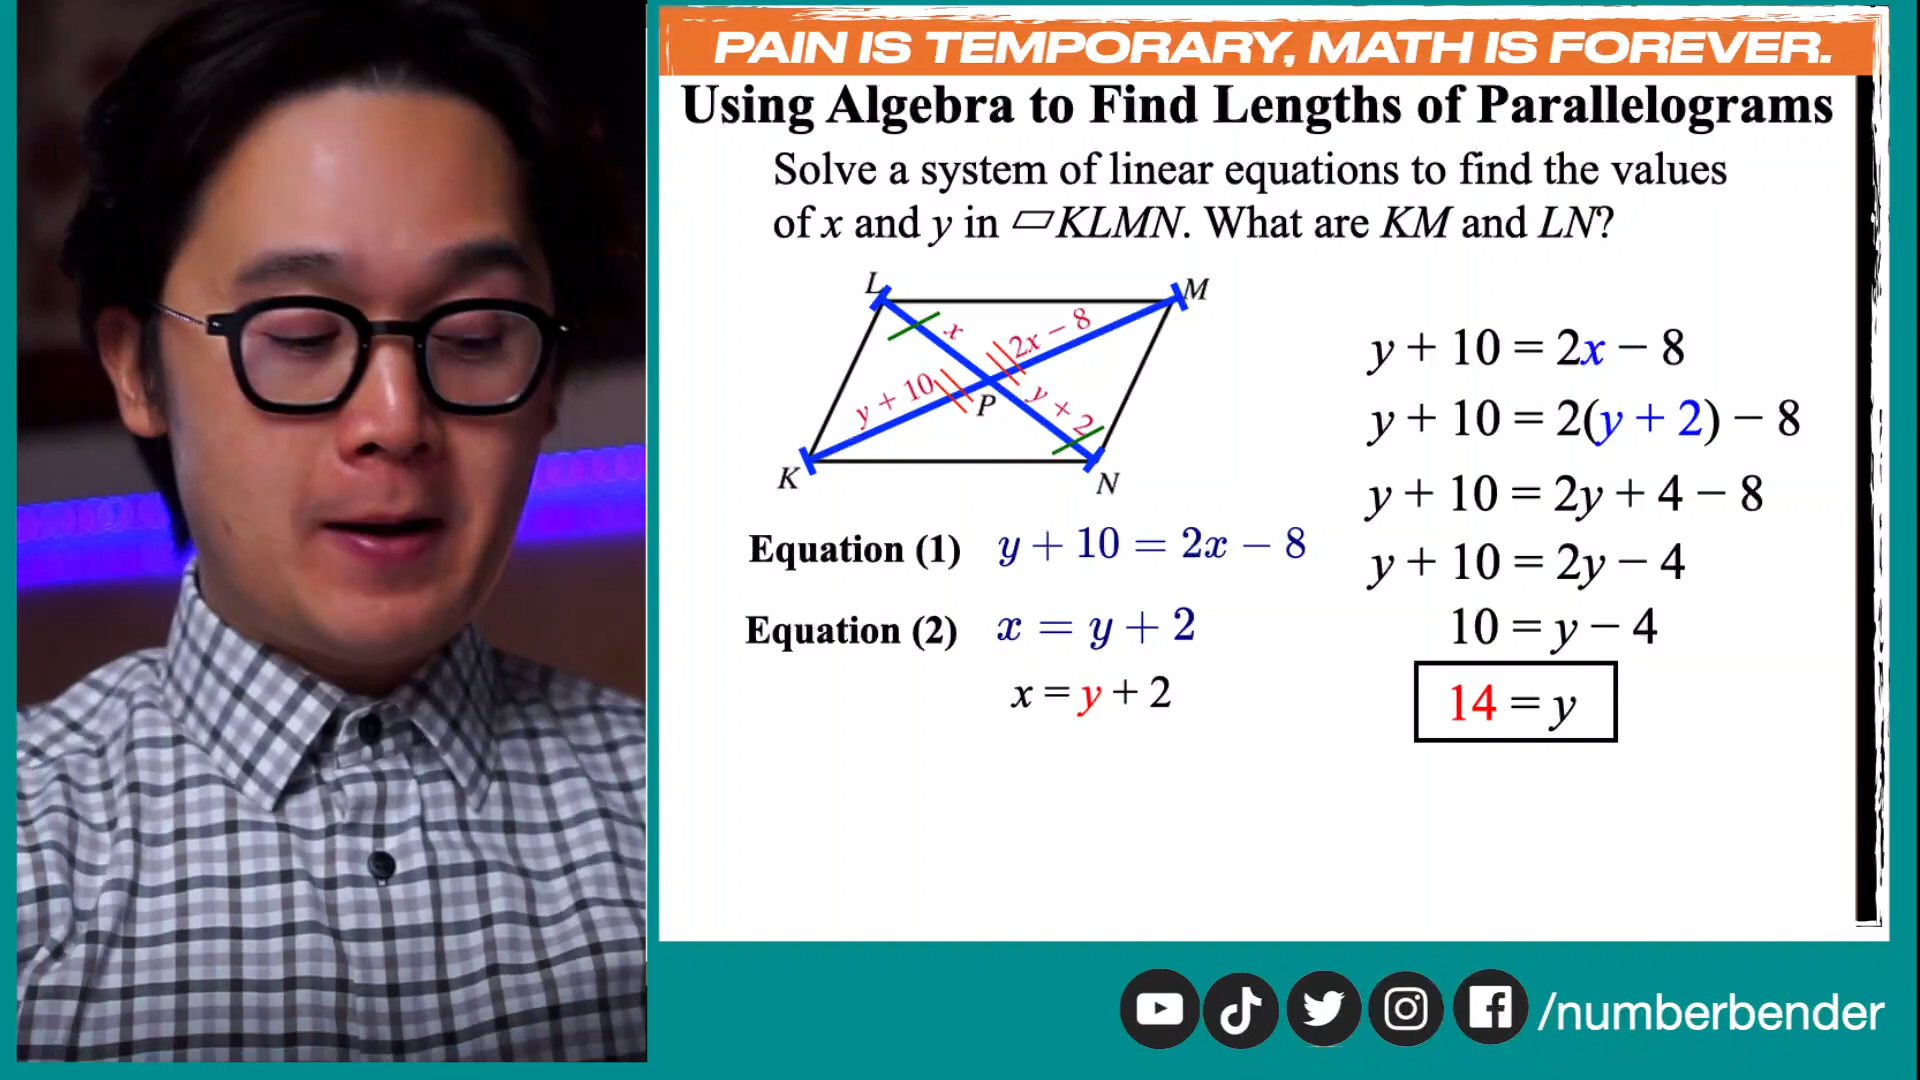 PAIN IS TEMPORARY, MATH IS FOREVER.
Using Algebra to Find Lengths of Parallelograms
Solve a system of linear equations to find the values
of x and y in ▱KLMN. What are KM and LN?
L
M
x
2x − 8
y + 10
P
y + 2
K
N
Equation (1) y + 10 = 2x − 8
Equation (2) x = y + 2
x = y + 2
y + 10 = 2x − 8
y + 10 = 2(y + 2) − 8
y + 10 = 2y + 4 − 8
y + 10 = 2y − 4
10 = y − 4
14 = y
/numberbender